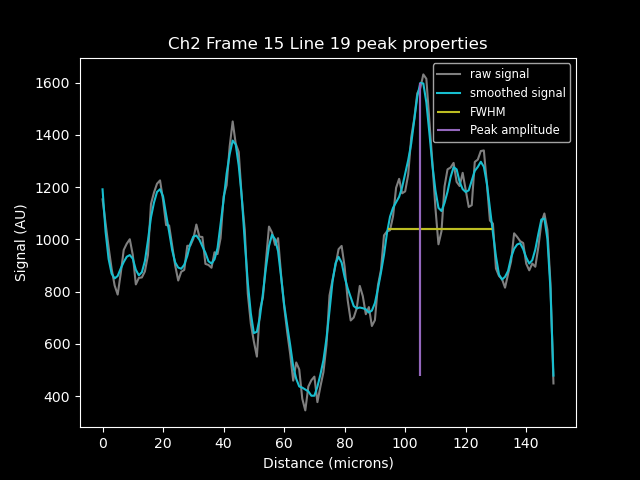 Ch2 Frame 15 Line 19 peak properties
raw signal
smoothed signal
FWHM
Peak amplitude
1600
1400
1200
1000
800
600
400
Signal (AU)
0 20 40 60 80 100 120 140
Distance (microns)